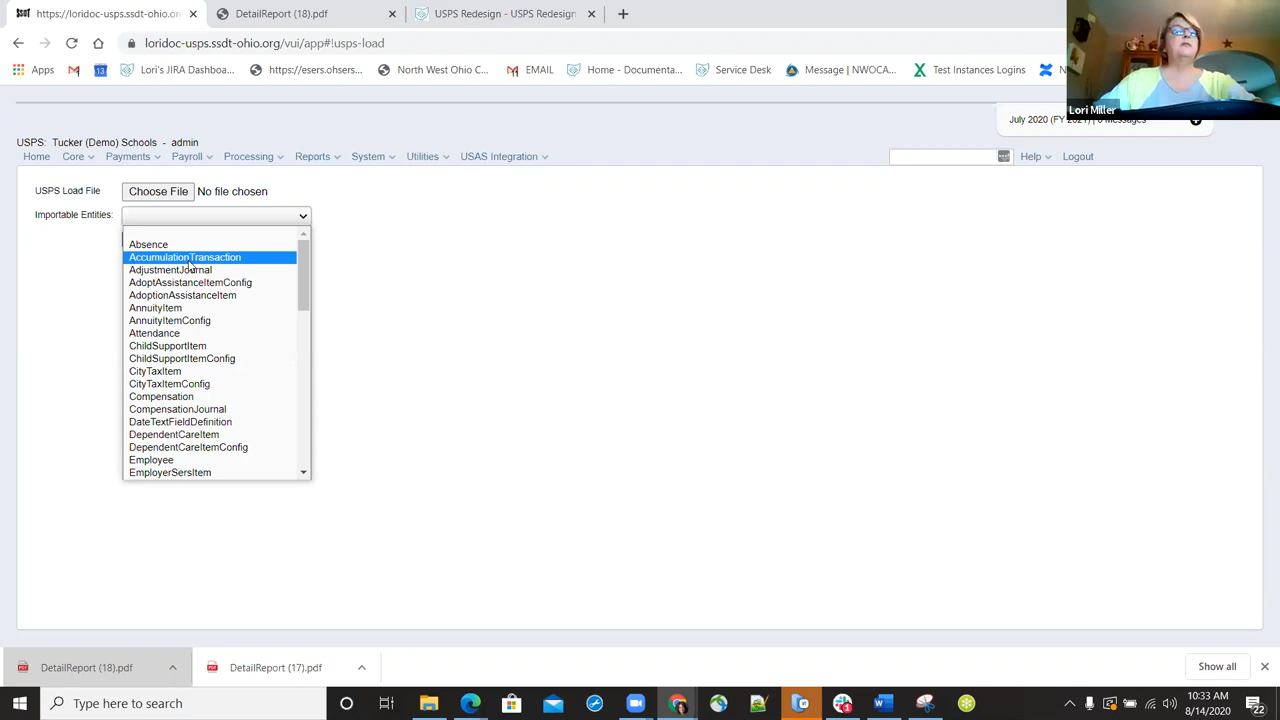 https://loridoc-usps.ssdt-ohio.org/
DetailReport (18).pdf
USPS Redesign - USPS Redesign
loridoc-usps.ssdt-ohio.org/vui/app#!usps-load
Apps
Lori's JIRA Dashboa...
https://esers.ohsers...
North West Ohio C...
EMAIL
Home - Documenta...
Service Desk
Message | NWOCA...
Test Instances Logins
Lori Miller
July 2020 (FY 2021) | 0 Messages
USPS: Tucker (Demo) Schools - admin
Home Core Payments Payroll Processing Reports System Utilities USAS Integration Help Logout
USPS Load File Choose File No file chosen
Importable Entities:
Absence
AccumulationTransaction
AdjustmentJournal
AdoptAssistanceItemConfig
AdoptionAssistanceItem
AnnuityItem
AnnuityItemConfig
Attendance
ChildSupportItem
ChildSupportItemConfig
CityTaxItem
CityTaxItemConfig
Compensation
CompensationJournal
DateTextFieldDefinition
DependentCareItem
DependentCareItemConfig
Employee
EmployerSersItem
DetailReport (18).pdf
DetailReport (17).pdf
Show all
Type here to search
10:33 AM
8/14/2020
22